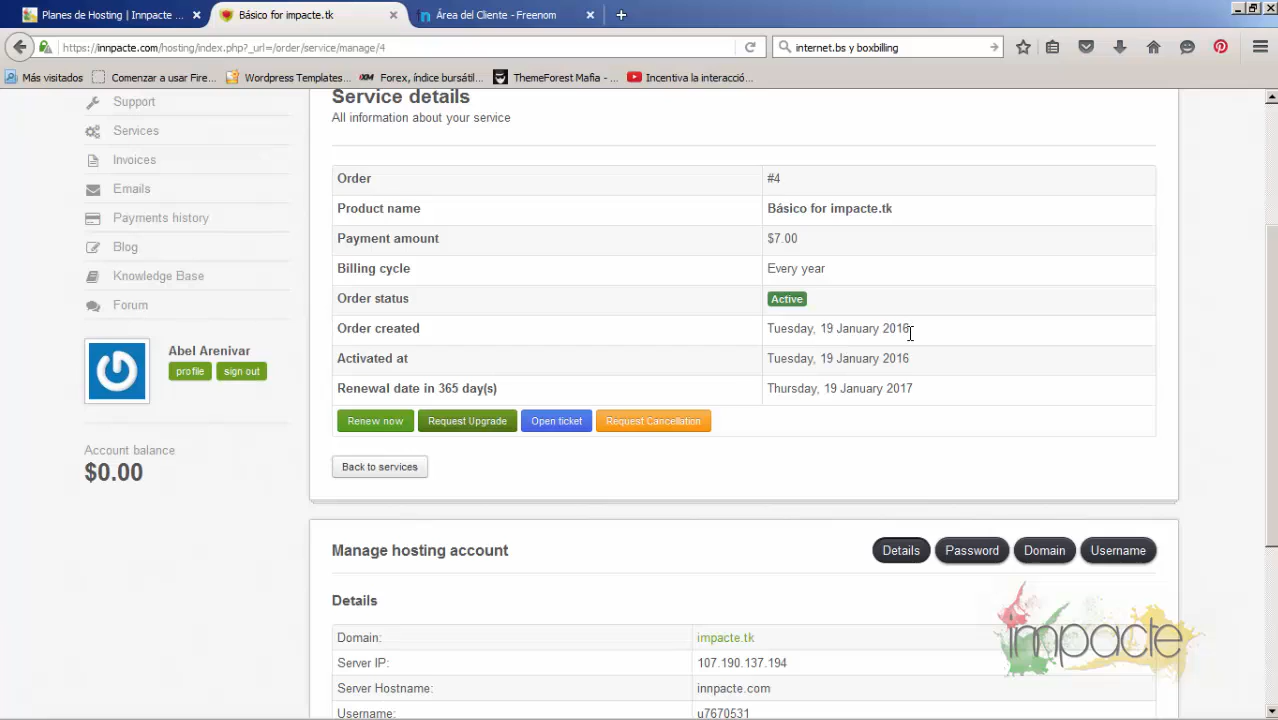 Planes de Hosting | Innpacte ... × Básico for impacte.tk × Área del Cliente - Freenom × +
https://innpacte.com/hosting/index.php?_url=/order/service/manage/4 internet.bs y boxbilling
Más visitados Comenzar a usar Fire... Wordpress Templates... Forex, índice bursátil... ThemeForest Mafia - ... Incentiva la interacció...
Service details
All information about your service
Support
Services
Invoices
Emails
Payments history
Blog
Knowledge Base
Forum
Abel Arenivar
profile sign out
Account balance
$0.00
Order #4
Product name Básico for impacte.tk
Payment amount $7.00
Billing cycle Every year
Order status Active
Order created Tuesday, 19 January 2016
Activated at Tuesday, 19 January 2016
Renewal date in 365 day(s) Thursday, 19 January 2017
Renew now Request Upgrade Open ticket Request Cancellation
Back to services
Manage hosting account Details Password Domain Username
Details
Domain: impacte.tk
Server IP: 107.190.137.194
Server Hostname: innpacte.com
Username: u7670531
innpacte